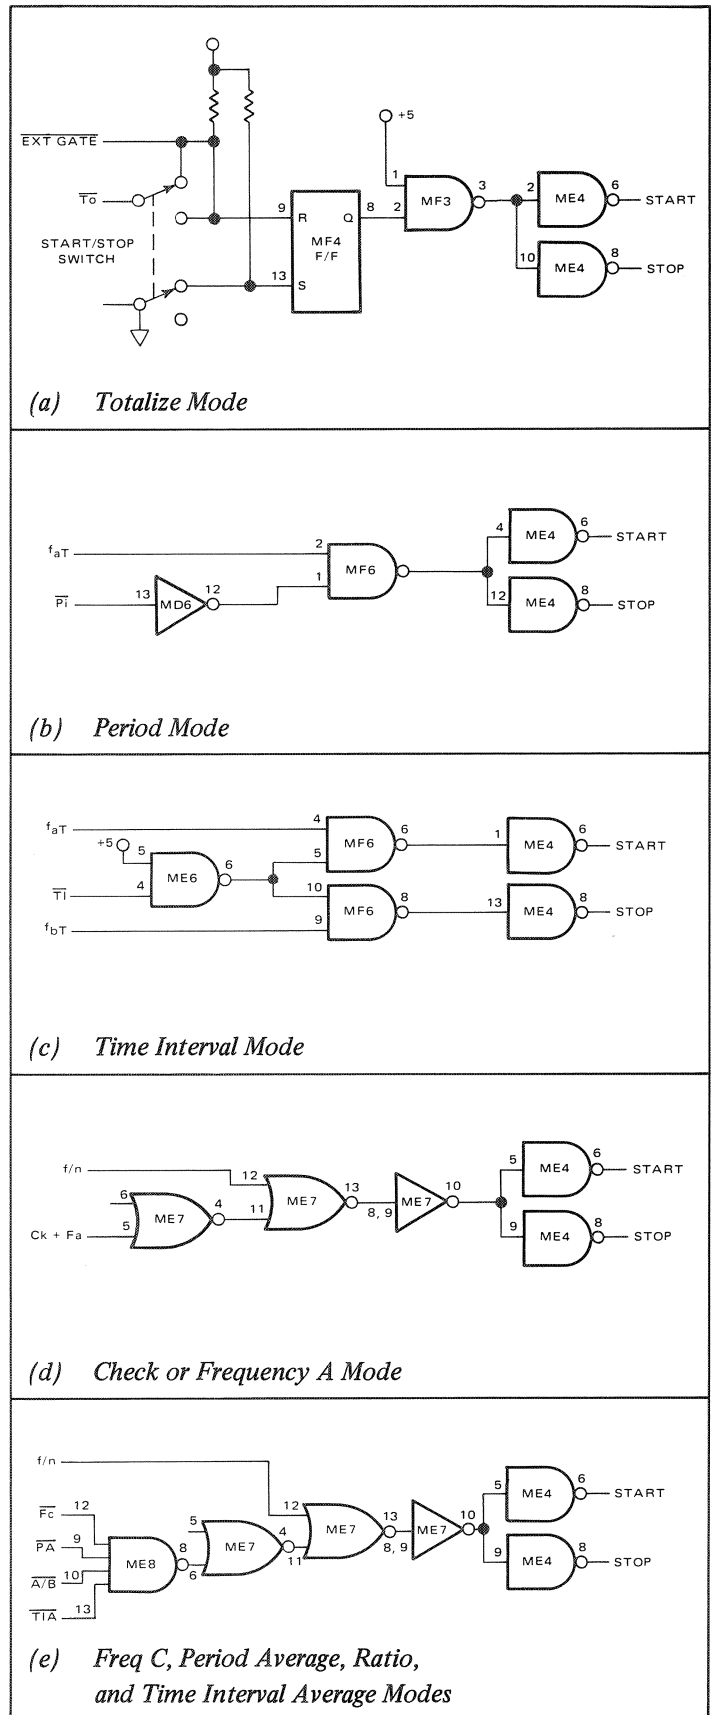 +5
EXT GATE
1
3
2
6
To
MF3
ME4
START
9
R
Q
8
2
START/STOP
SWITCH
MF4
F/F
10
ME4
8
STOP
13
S
(a) Totalize Mode
4
6
ME4
START
faT
2
MF6
Pi
13
MD6
12
1
12
ME4
8
STOP
(b) Period Mode
faT
4
MF6
6
1
ME4
6
START
+5
5
ME6
6
5
TI
4
10
MF6
8
13
ME4
8
STOP
fbT
9
(c) Time Interval Mode
f/n
12
ME7
13
5
ME4
6
START
6
ME7
4
11
8, 9
ME7
10
Ck + Fa
5
9
ME4
8
STOP
(d) Check or Frequency A Mode
f/n
5
ME4
6
START
Fc
12
12
ME7
13
ME7
10
PA
9
ME8
8
5
ME7
4
8, 9
A/B
10
6
11
9
ME4
8
STOP
TIA
13
(e) Freq C, Period Average, Ratio,
and Time Interval Average Modes